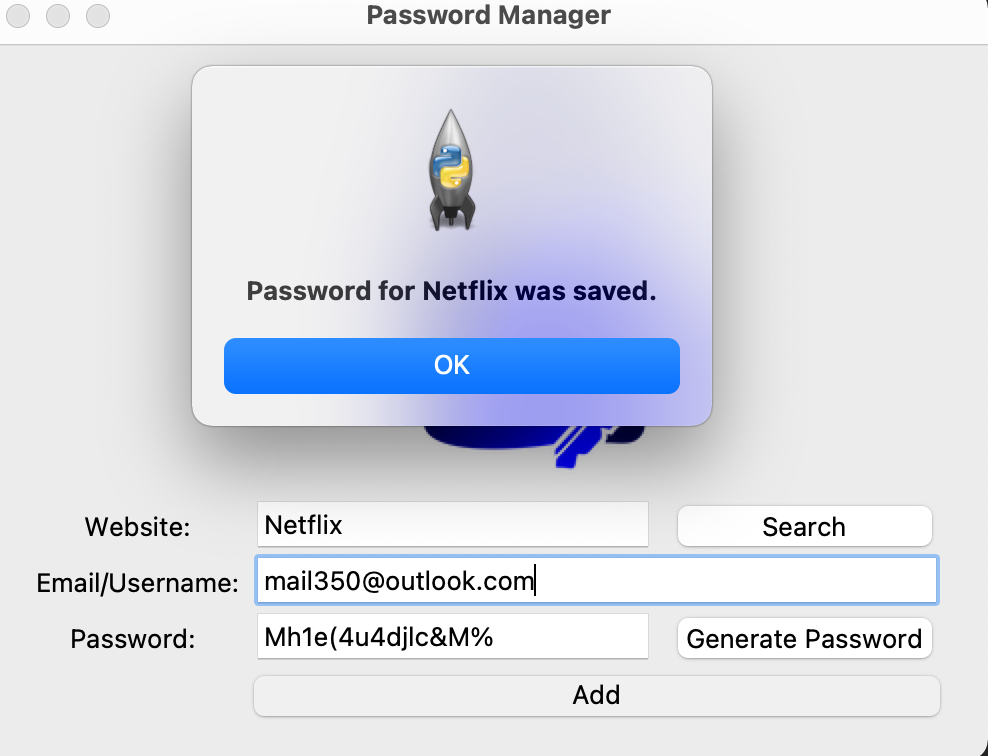 Password Manager
Password for Netflix was saved.
OK
Website: Netflix Search
Email/Username: mail350@outlook.com
Password: Mh1e(4u4djlc&M% Generate Password
Add